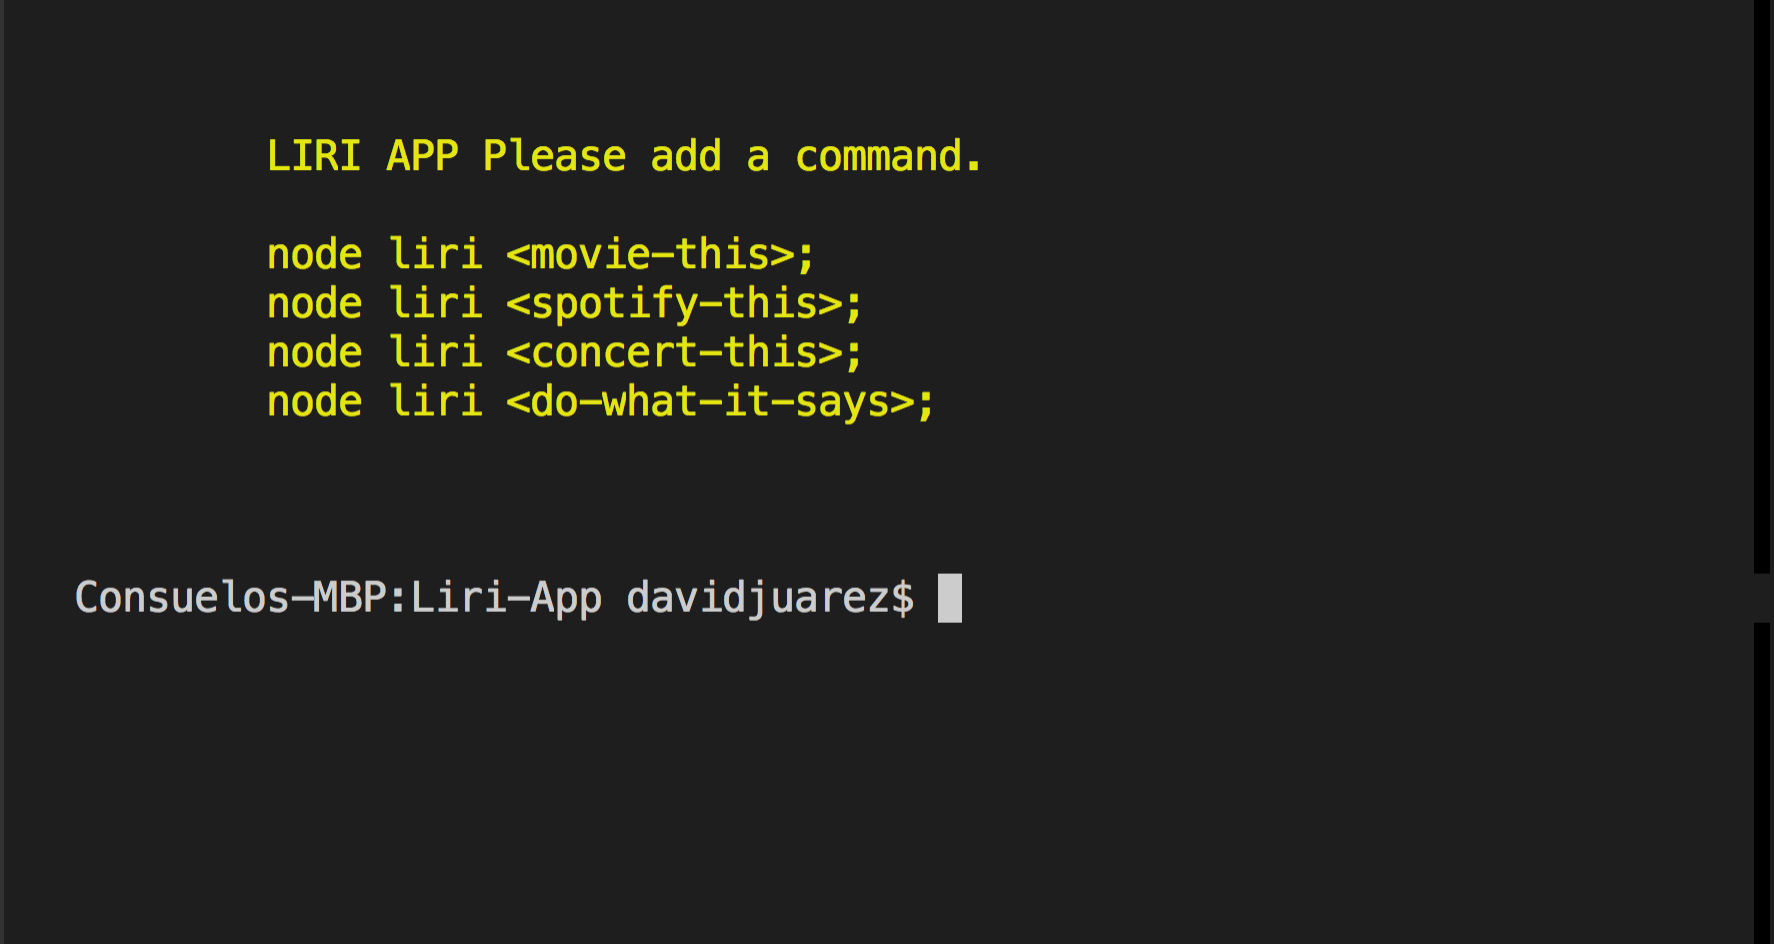 LIRI APP Please add a command.
node liri <movie-this>;
node liri <spotify-this>;
node liri <concert-this>;
node liri <do-what-it-says>;
Consuelos-MBP:Liri-App davidjuarez$